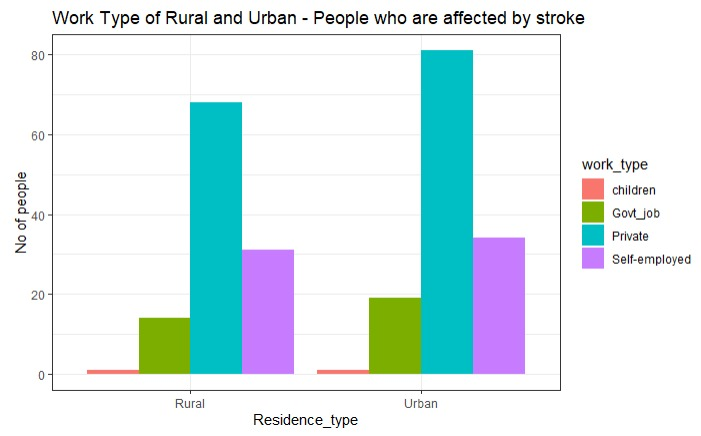 Work Type of Rural and Urban - People who are affected by stroke
80
60
40
20
0
No of people
Rural
Urban
Residence_type
work_type
children
Govt_job
Private
Self-employed